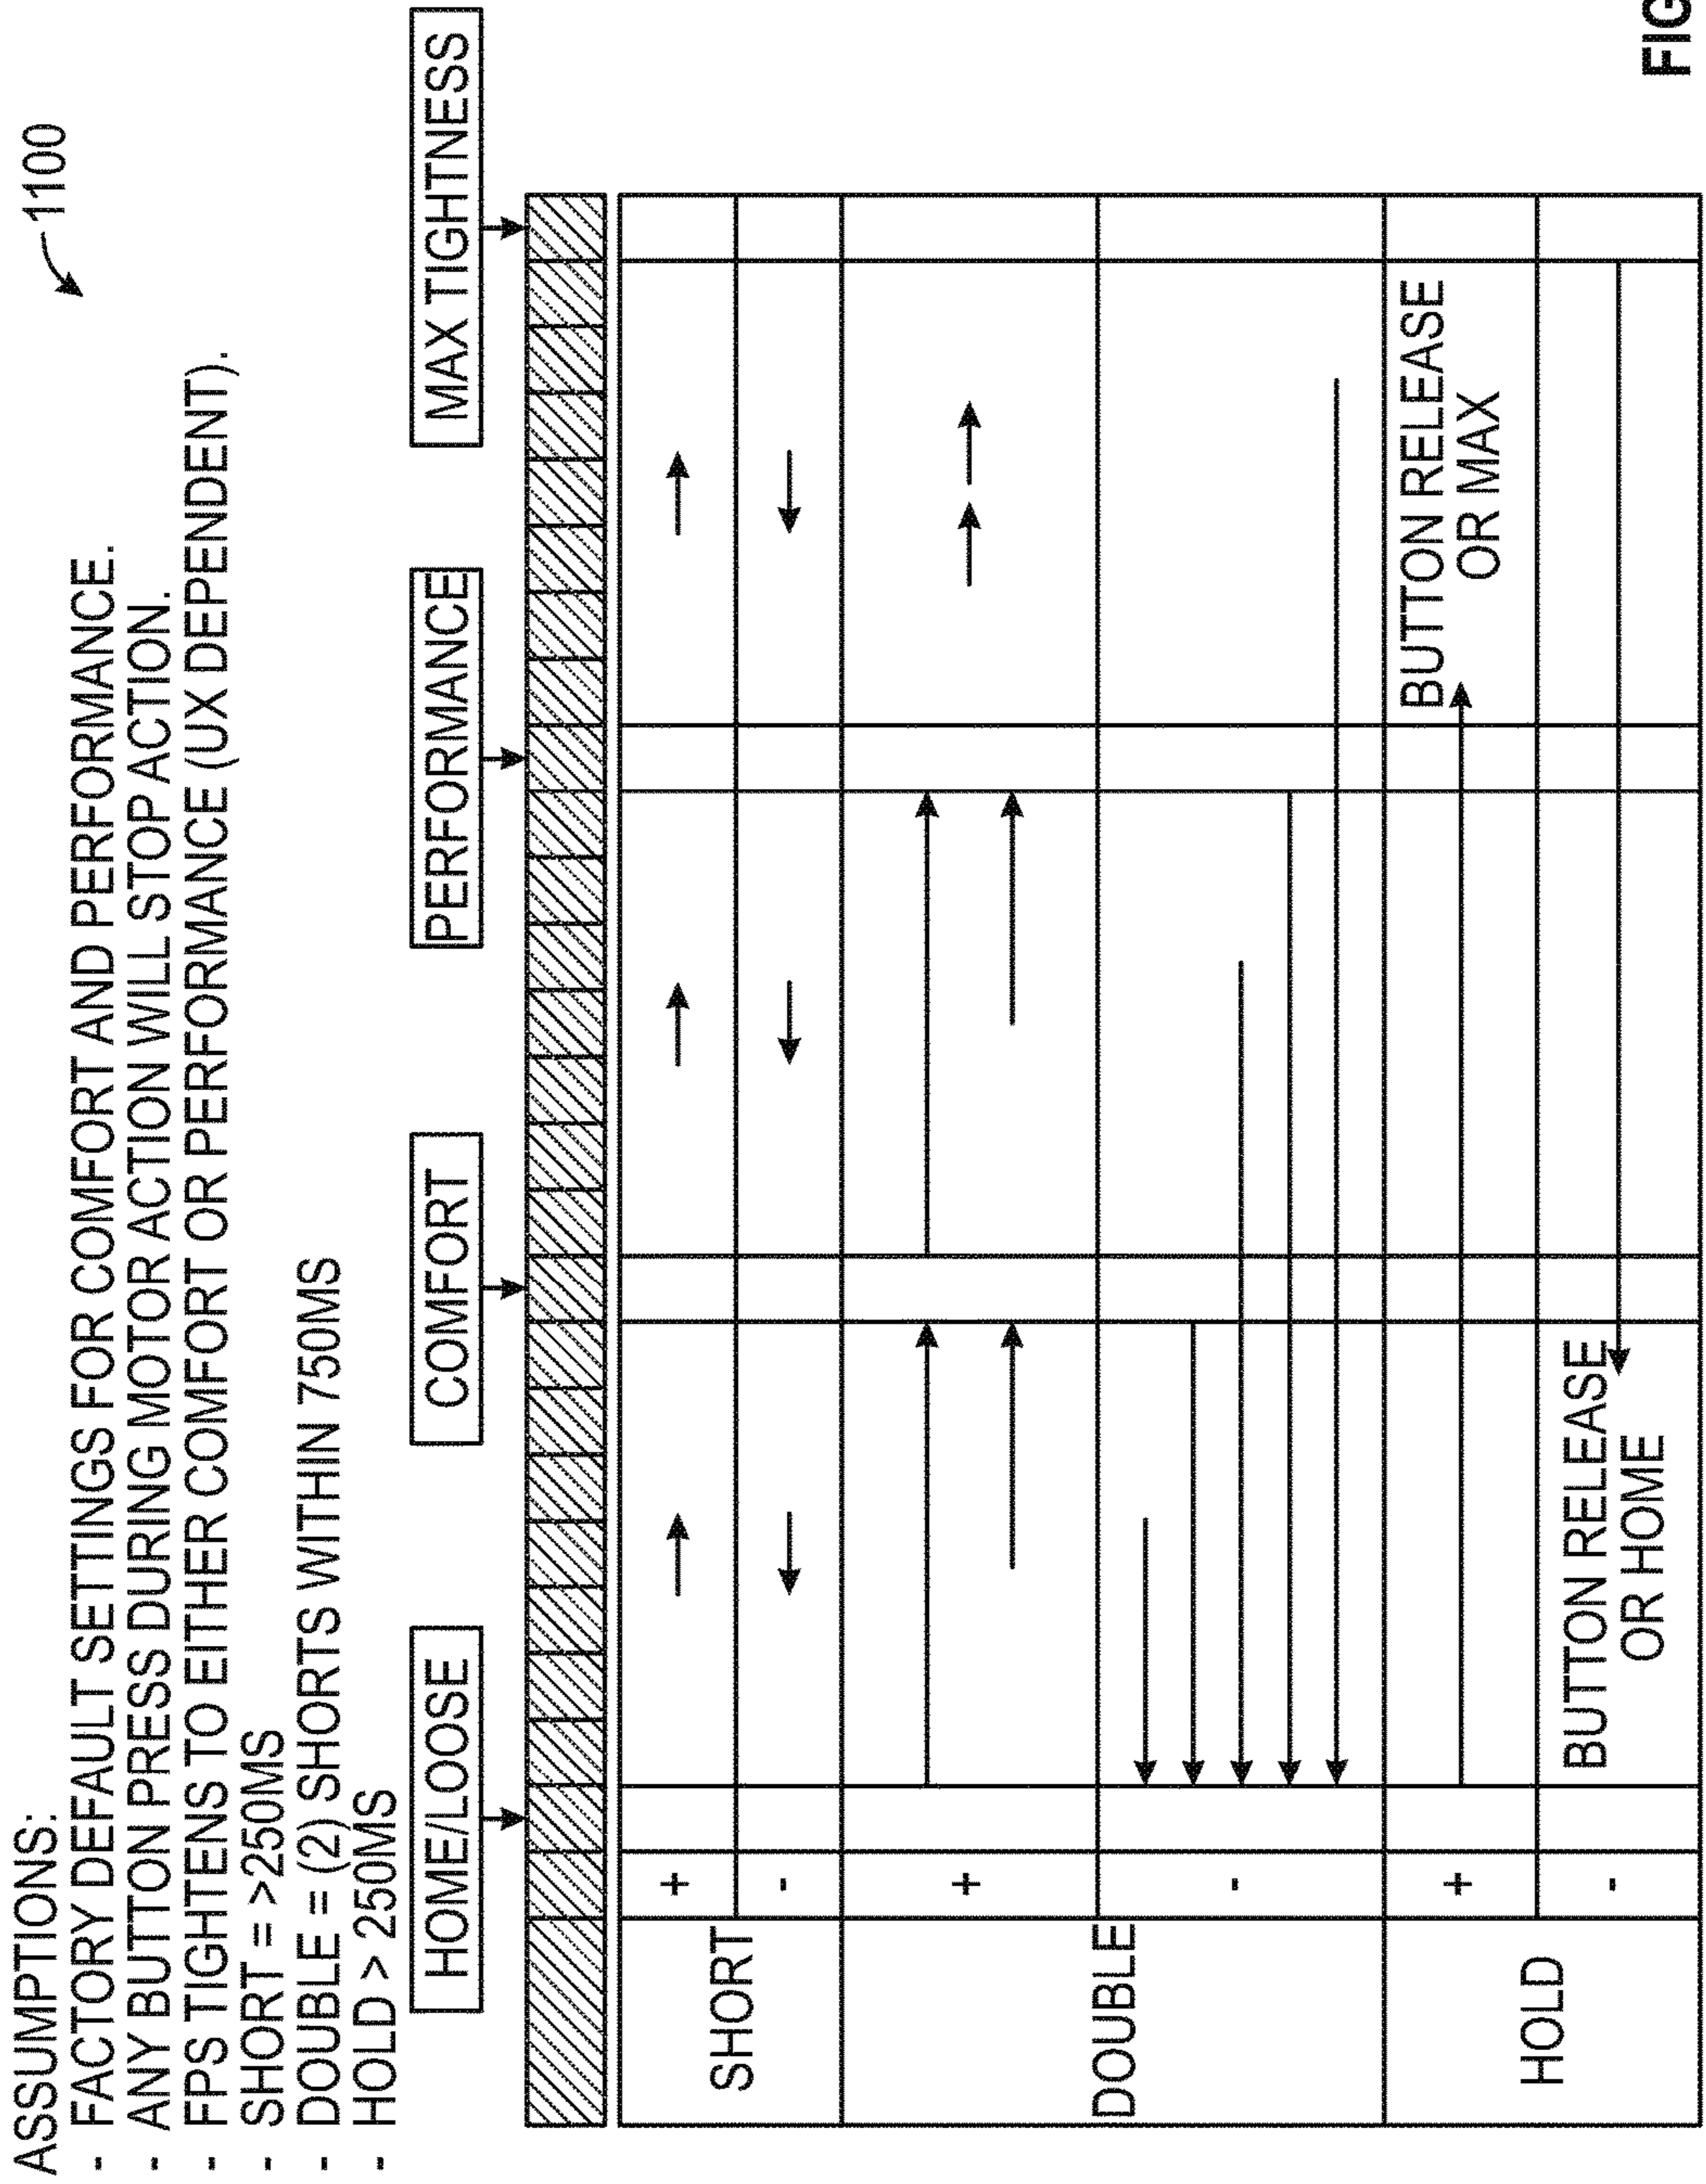 1100
ASSUMPTIONS:
- FACTORY DEFAULT SETTINGS FOR COMFORT AND PERFORMANCE.
- ANY BUTTON PRESS DURING MOTOR ACTION WILL STOP ACTION.
- FPS TIGHTENS TO EITHER COMFORT OR PERFORMANCE (UX DEPENDENT).
- SHORT = >250MS
- DOUBLE = (2) SHORTS WITHIN 750MS
- HOLD > 250MS
HOME/LOOSE
COMFORT
PERFORMANCE
MAX TIGHTNESS
SHORT
+
-
DOUBLE
+
-
HOLD
+
BUTTON RELEASE
OR MAX
-
BUTTON RELEASE
OR HOME
FIG